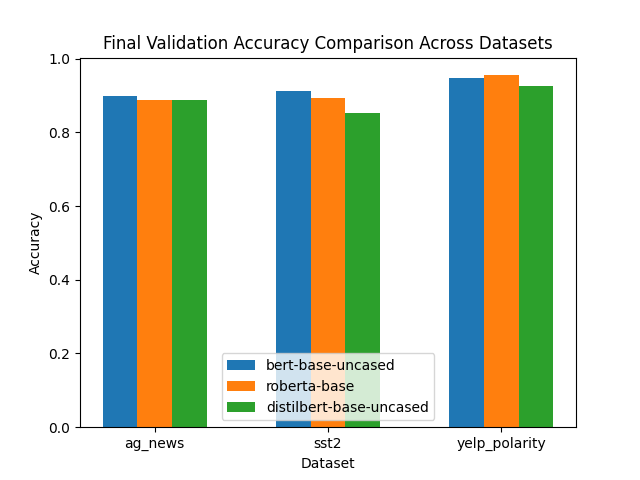 Final Validation Accuracy Comparison Across Datasets
1.0
0.8
0.6
0.4
0.2
0.0
Accuracy
bert-base-uncased
roberta-base
distilbert-base-uncased
ag_news
sst2
yelp_polarity
Dataset